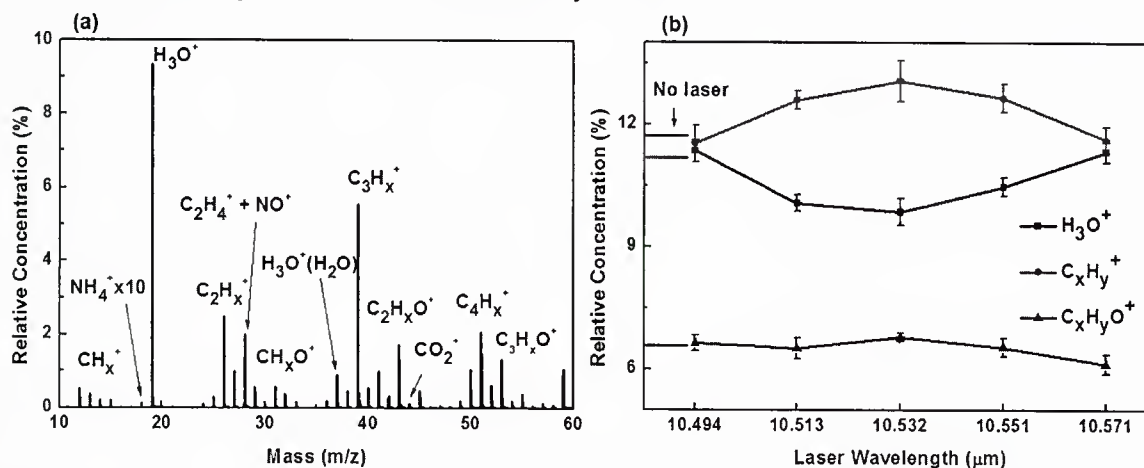 (a)
Relative Concentration (%)
10
8
6
4
2
0
10 20 30 40 50 60
Mass (m/z)
H₃O⁺
NH₄⁺x10
CHₓ⁺
C₂H₄⁺ + NO⁺
C₂Hₓ⁺
CHₓO⁺
H₃O⁺(H₂O)
C₃Hₓ⁺
C₂HₓO⁺
CO₂⁺
C₄Hₓ⁺
C₃HₓO⁺
(b)
Relative Concentration (%)
12
9
6
No laser
H₃O⁺
CₓHᵧ⁺
CₓHᵧO⁺
10.494 10.513 10.532 10.551 10.571
Laser Wavelength (μm)